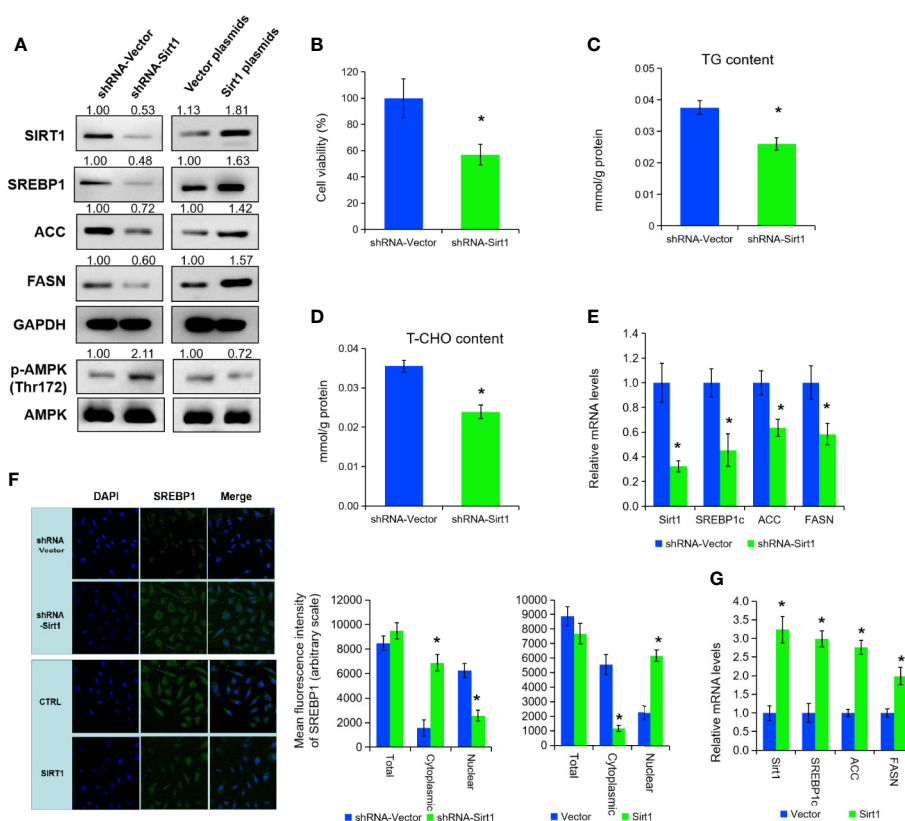 A
shRNA-Vector
shRNA-Sirt1
Vector plasmids
Sirt1 plasmids
1.00 0.53 1.13 1.81
SIRT1
1.00 0.48 1.00 1.63
SREBP1
1.00 0.72 1.00 1.42
ACC
1.00 0.60 1.00 1.57
FASN
GAPDH
1.00 2.11 1.00 0.72
p-AMPK
(Thr172)
AMPK
B
Cell viability (%)
120
100
80
60
40
20
0
*
shRNA-Vector shRNA-Sirt1
C
TG content
mmol/g protein
0.05
0.04
0.03
0.02
0.01
0
*
shRNA-Vector shRNA-Sirt1
D
T-CHO content
mmol/g protein
0.04
0.03
0.02
0.01
0.00
*
shRNA-Vector shRNA-Sirt1
E
Relative mRNA levels
1.4
1.2
1.0
0.8
0.6
0.4
0.2
0
* * * *
Sirt1 SREBP1c ACC FASN
shRNA-Vector shRNA-Sirt1
F
DAPI SREBP1 Merge
shRNA
-Vector
shRNA
-Sirt1
CTRL
SIRT1
Mean fluorescence intensity
of SREBP1 (arbitrary scale)
12000
10000
8000
6000
4000
2000
0
* *
Total
Cytoplasmic
Nuclear
shRNA-Vector shRNA-Sirt1
10000
9000
8000
7000
6000
5000
4000
3000
2000
1000
0
* *
Total
Cytoplasmic
Nuclear
Vector Sirt1
G
Relative mRNA levels
4.0
3.5
3.0
2.5
2.0
1.5
1.0
0.5
0.0
* * * *
Sirt1
SREBP1c
ACC
FASN
Vector Sirt1